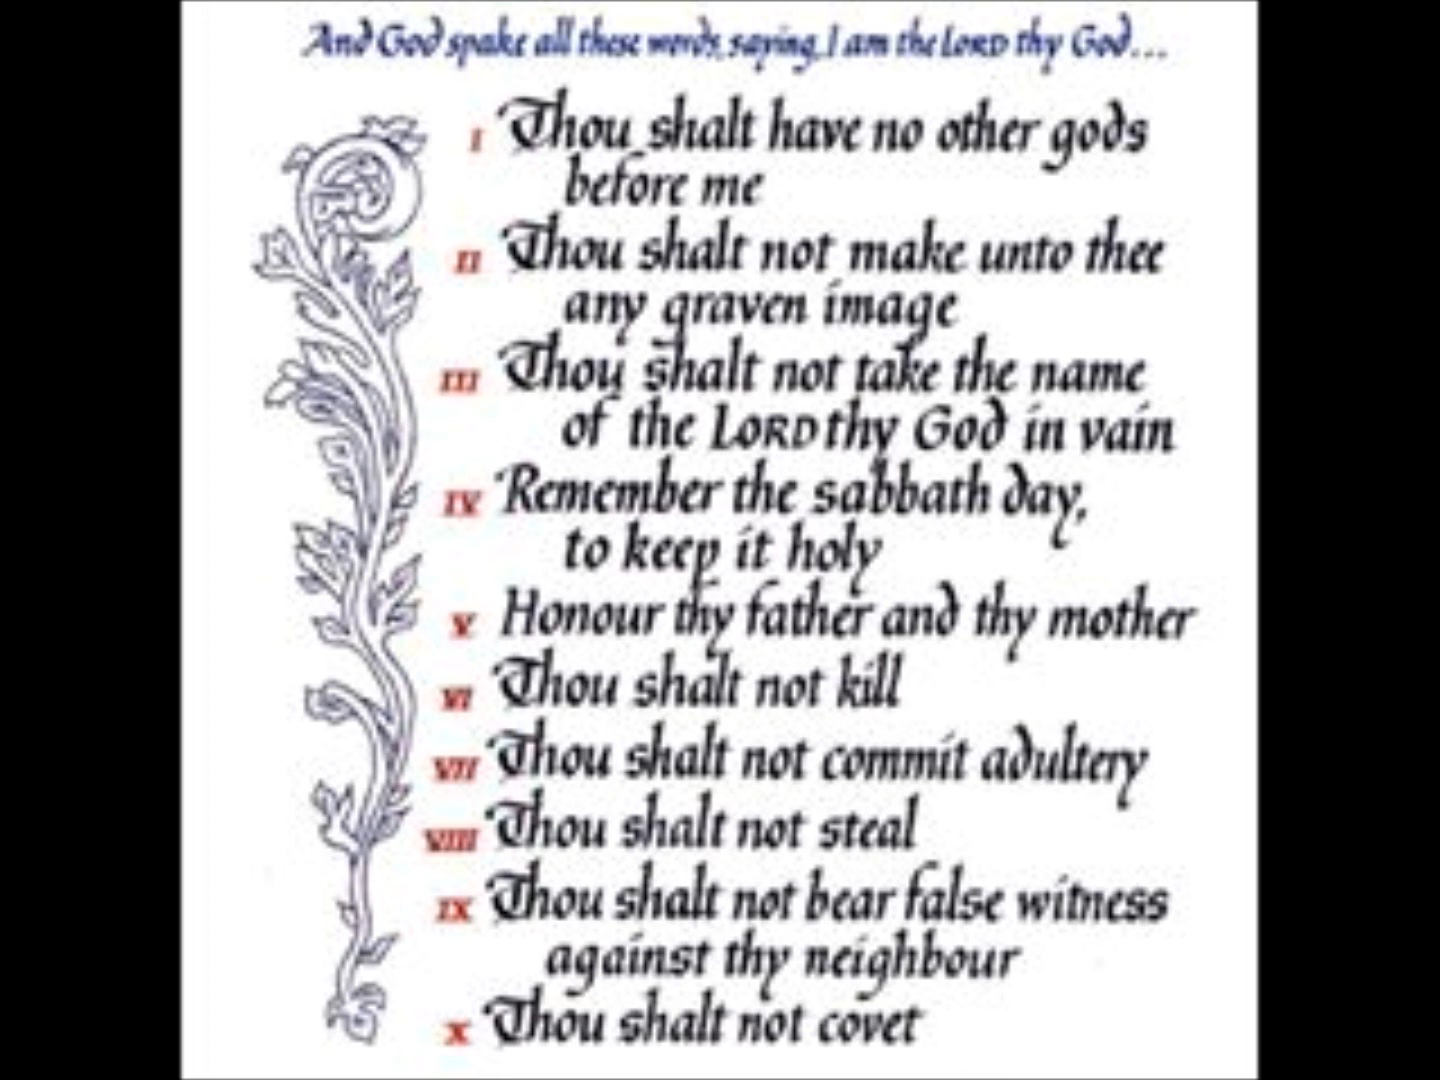 And God spake all these words, saying, I am the LORD thy God...
I Thou shalt have no other gods
before me
II Thou shalt not make unto thee
any graven image
III Thou shalt not take the name
of the LORD thy God in vain
IV Remember the sabbath day,
to keep it holy
V Honour thy father and thy mother
VI Thou shalt not kill
VII Thou shalt not commit adultery
VIII Thou shalt not steal
IX Thou shalt not bear false witness
against thy neighbour
X Thou shalt not covet